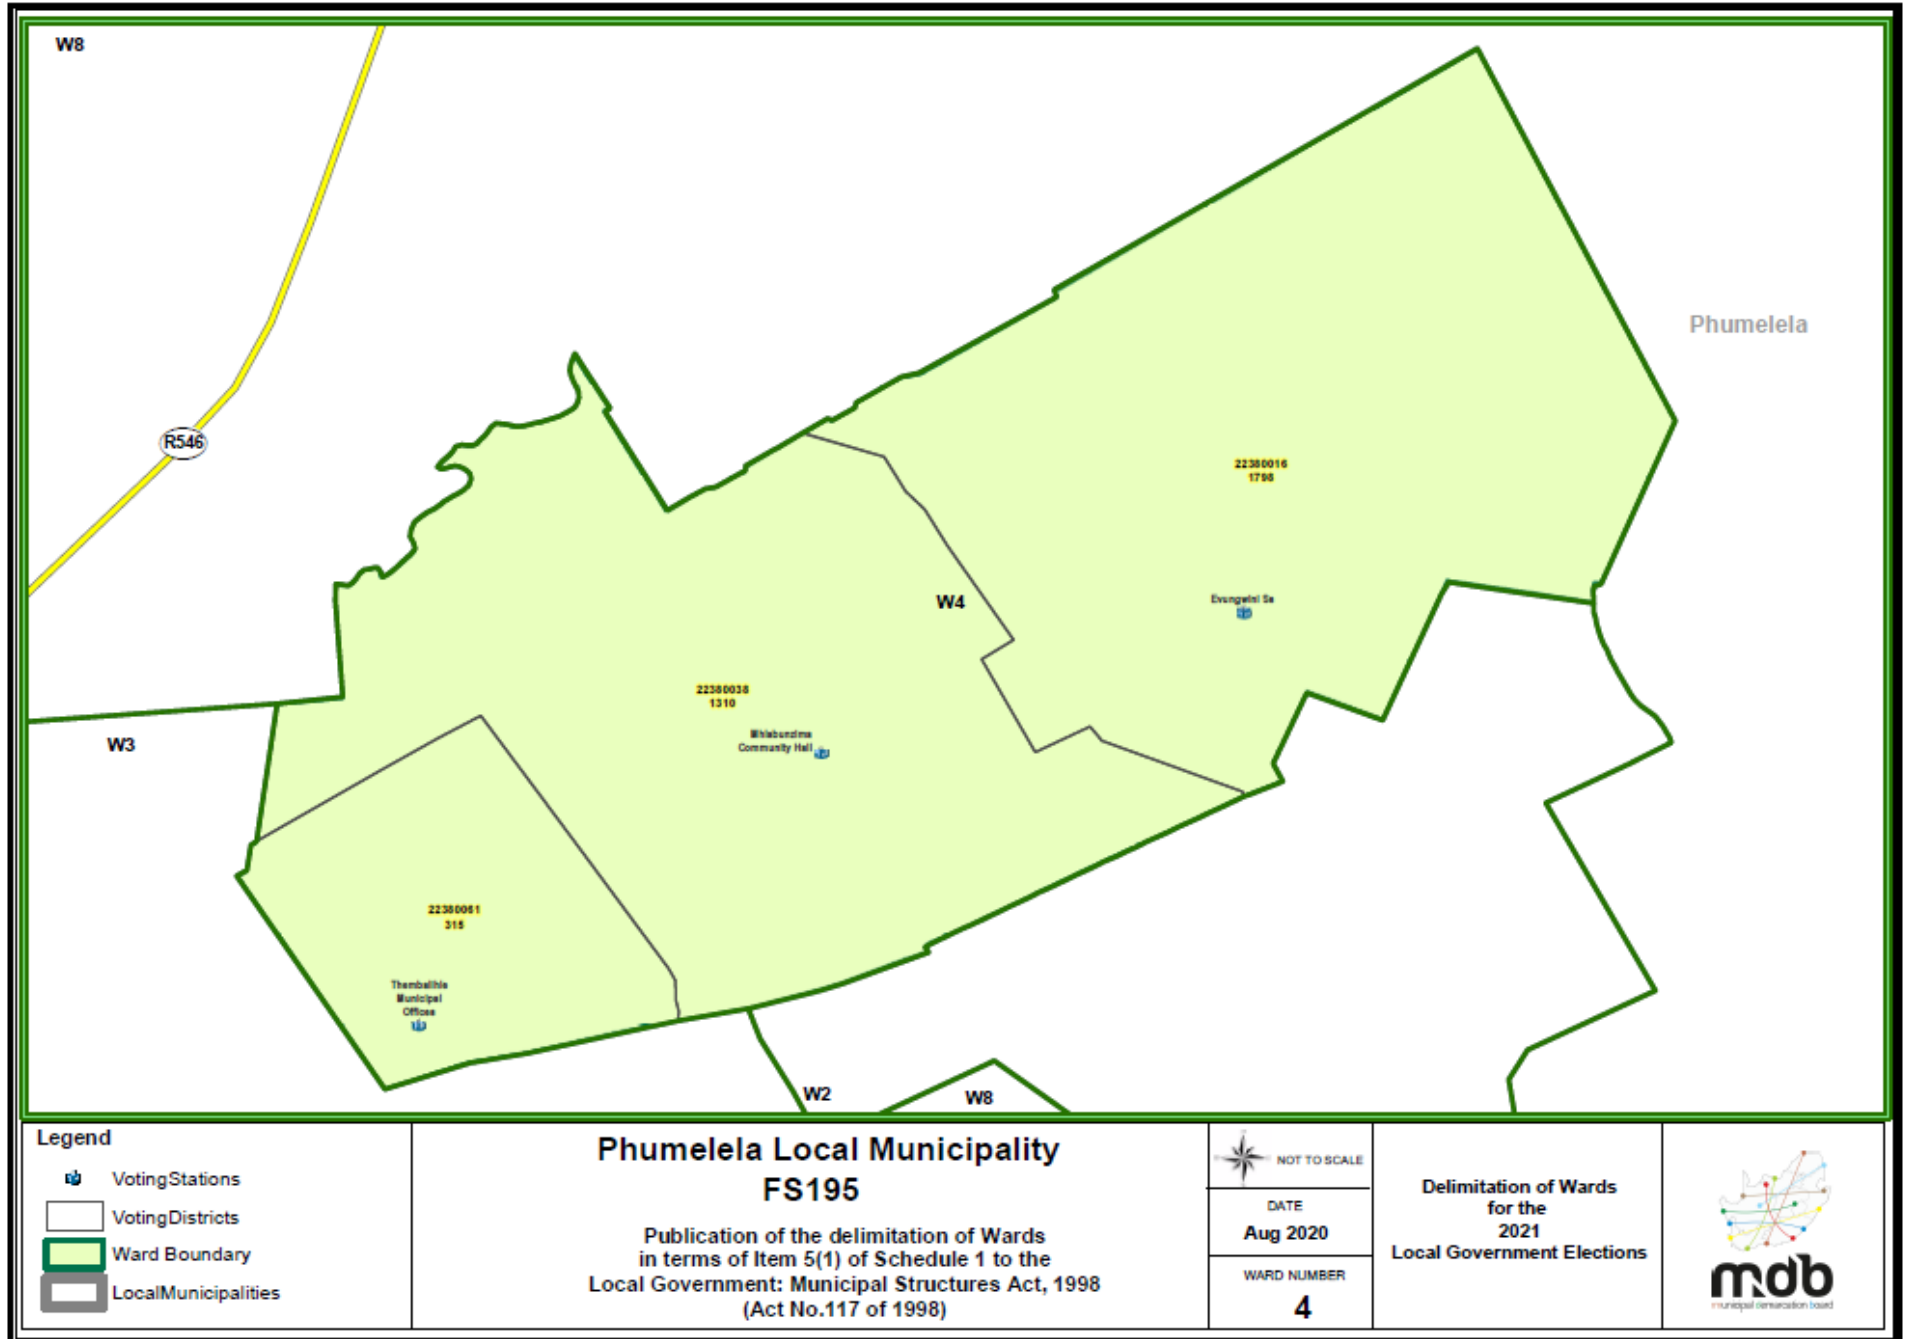 W8
Phumelela
R546
22380016
1798
W4
Evungwini Se
22380038
1310
Mhlabunzima
Community Hall
W3
22380061
315
Thembalihle
Municipal
Offices
W2
W8
Legend
VotingStations
VotingDistricts
Ward Boundary
LocalMunicipalities
Phumelela Local Municipality
FS195
Publication of the delimitation of Wards
in terms of Item 5(1) of Schedule 1 to the
Local Government: Municipal Structures Act, 1998
(Act No.117 of 1998)
NOT TO SCALE
DATE
Aug 2020
WARD NUMBER
4
Delimitation of Wards
for the
2021
Local Government Elections
mdb
municipal demarcation board